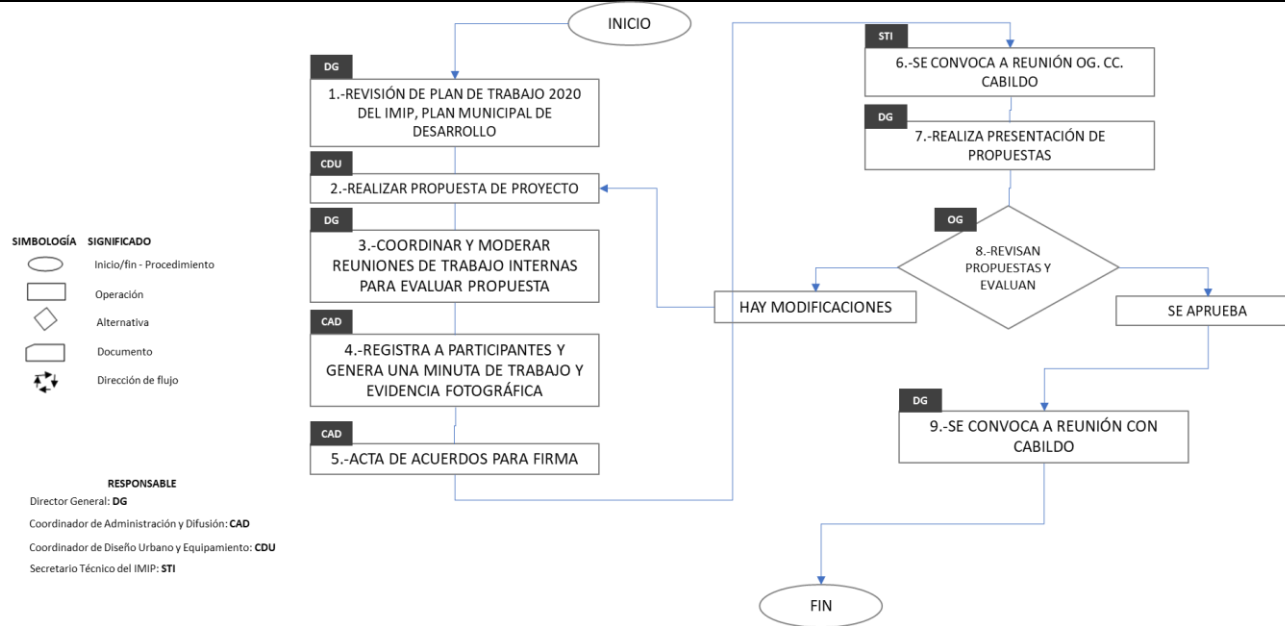 INICIO
DG
1.-REVISIÓN DE PLAN DE TRABAJO 2020
DEL IMIP, PLAN MUNICIPAL DE
DESARROLLO
CDU
2.-REALIZAR PROPUESTA DE PROYECTO
DG
3.-COORDINAR Y MODERAR
REUNIONES DE TRABAJO INTERNAS
PARA EVALUAR PROPUESTA
CAD
4.-REGISTRA A PARTICIPANTES Y
GENERA UNA MINUTA DE TRABAJO Y
EVIDENCIA FOTOGRÁFICA
CAD
5.-ACTA DE ACUERDOS PARA FIRMA
STI
6.-SE CONVOCA A REUNIÓN OG. CC.
CABILDO
DG
7.-REALIZA PRESENTACIÓN DE
PROPUESTAS
OG
8.-REVISAN
PROPUESTAS Y
EVALUAN
HAY MODIFICACIONES
SE APRUEBA
DG
9.-SE CONVOCA A REUNIÓN CON
CABILDO
FIN
SIMBOLOGÍA SIGNIFICADO
Inicio/fin - Procedimiento
Operación
Alternativa
Documento
Dirección de flujo
RESPONSABLE
Director General: DG
Coordinador de Administración y Difusión: CAD
Coordinador de Diseño Urbano y Equipamiento: CDU
Secretario Técnico del IMIP: STI